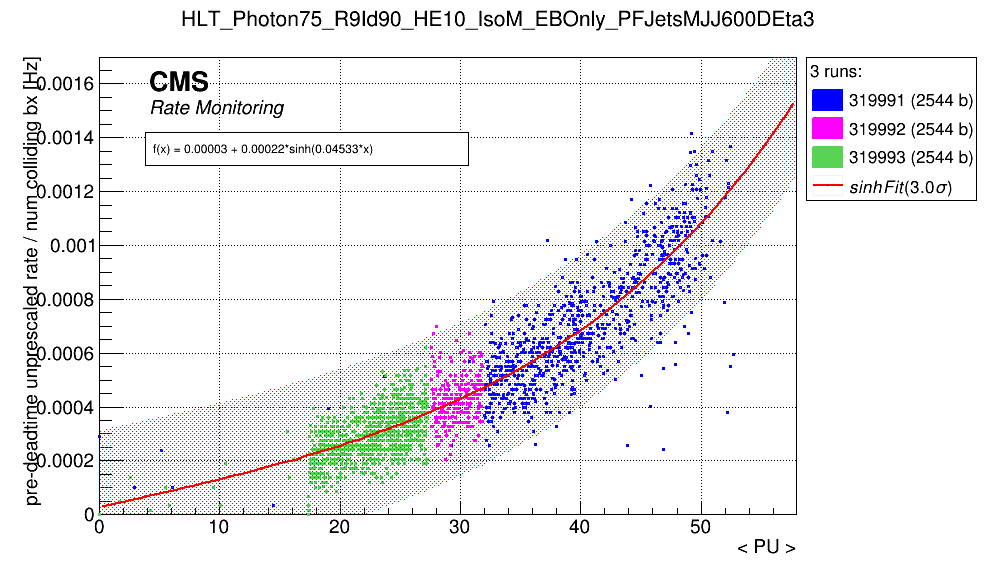 HLT_Photon75_R9Id90_HE10_IsoM_EBOnly_PFJetsMJJ600DEta3
pre-deadtime unprescaled rate / num colliding bx [Hz]
CMS
Rate Monitoring
f(x) = 0.00003 + 0.00022*sinh(0.04533*x)
0.0016
0.0014
0.0012
0.001
0.0008
0.0006
0.0004
0.0002
0
0 10 20 30 40 50
< PU >
3 runs:
319991 (2544 b)
319992 (2544 b)
319993 (2544 b)
sinhFit(3.0σ)